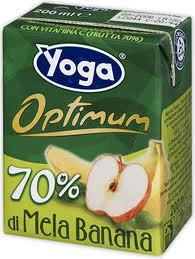 200 ml
CON VITAMINA C (FRUTTA 70%)
Yoga
Optimum
70%
di Mela Banana